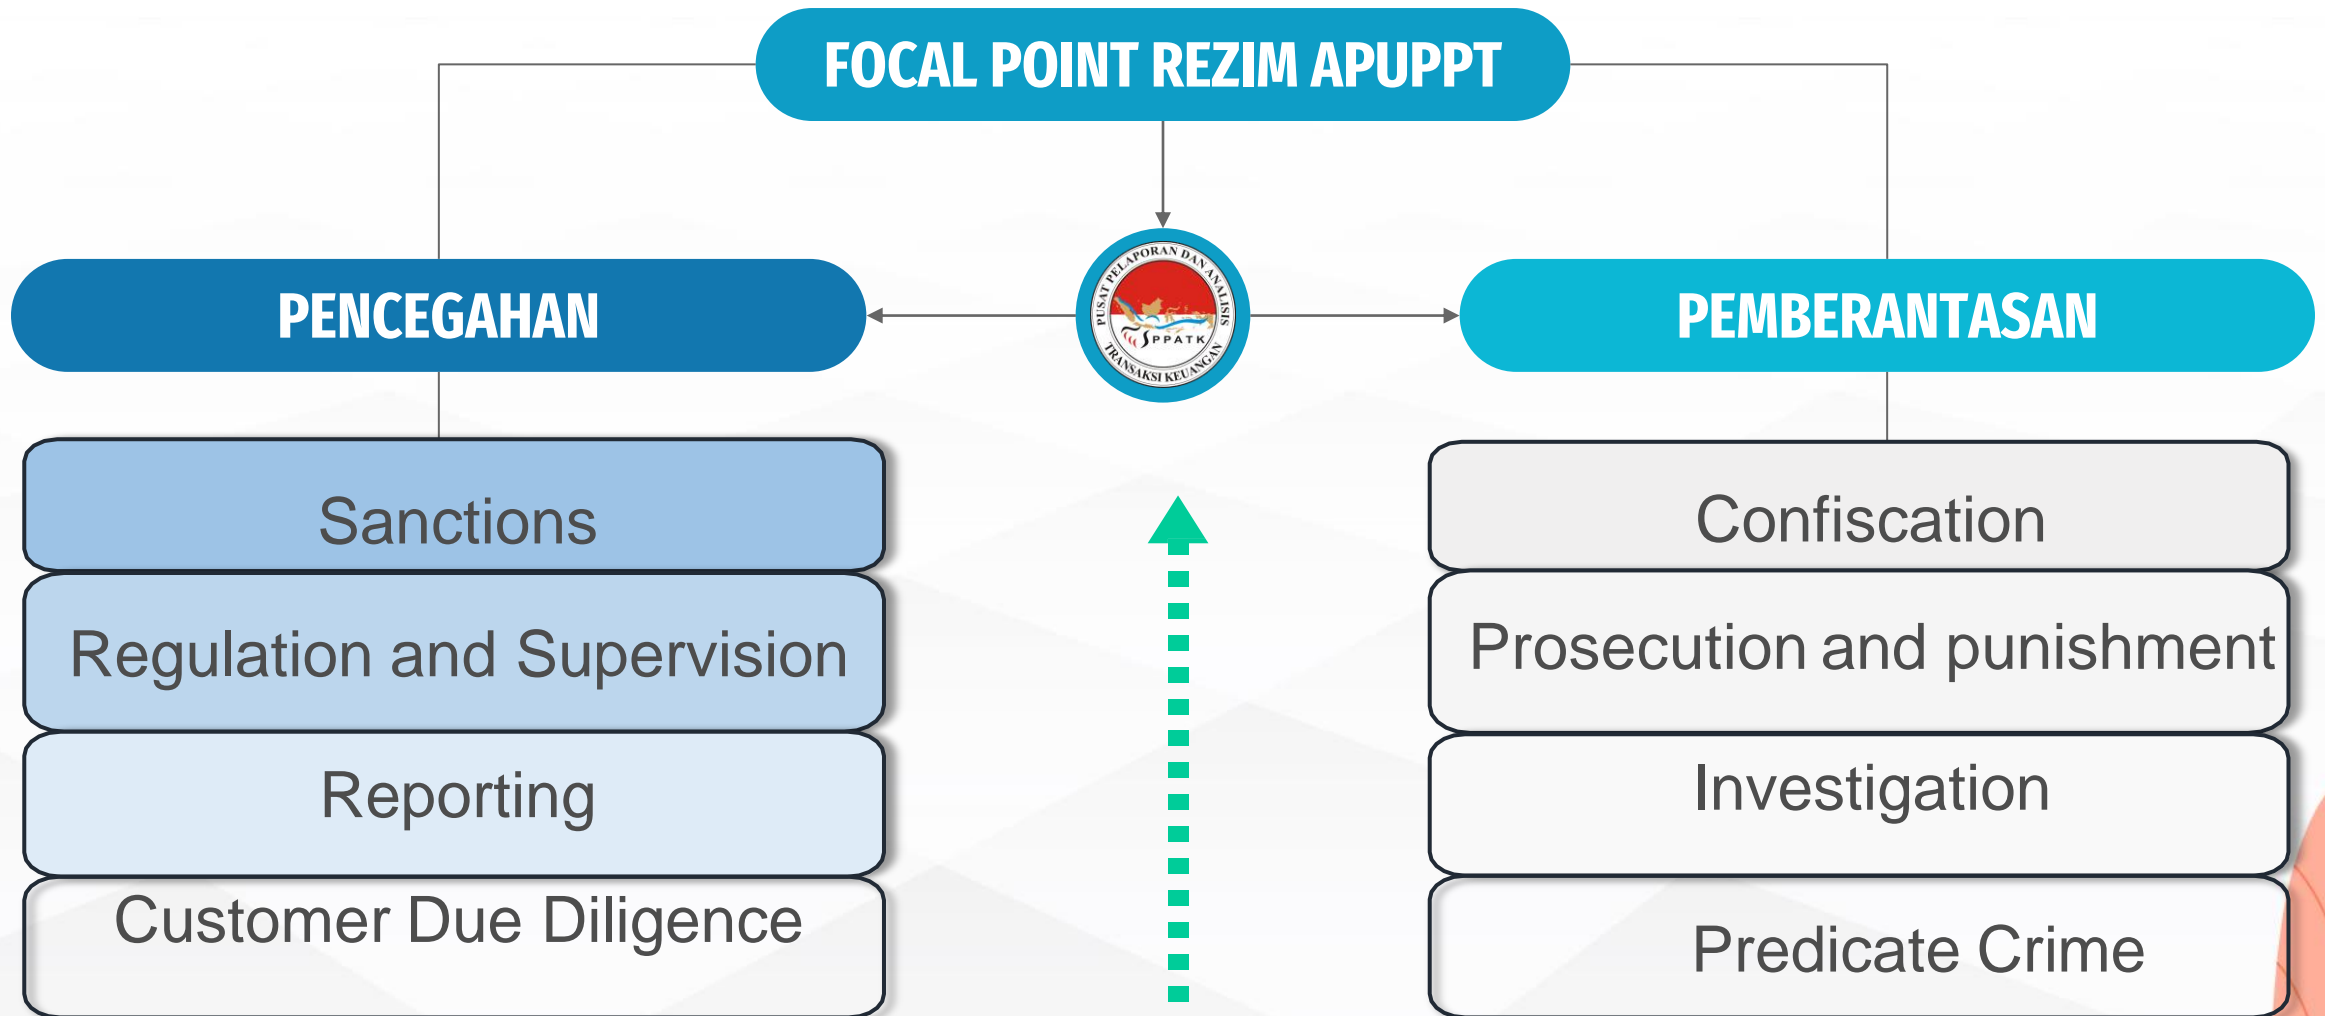 FOCAL POINT REZIM APUPPT
PUSAT PELAPORAN DAN ANALISIS
TRANSAKSI KEUANGAN
PPATK
PENCEGAHAN
PEMBERANTASAN
Sanctions
Regulation and Supervision
Reporting
Customer Due Diligence
Confiscation
Prosecution and punishment
Investigation
Predicate Crime